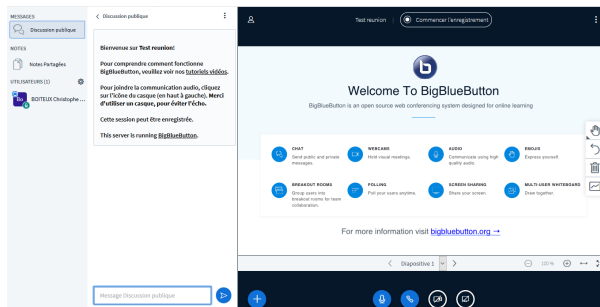 MESSAGES
Discussion publique
NOTES
Notes Partagées
UTILISATEURS (1)
Bo
BOITEUX Christophe ...
Discussion publique
Bienvenue sur Test reunion!
Pour comprendre comment fonctionne
BigBlueButton, veuillez voir nos tutoriels vidéos.
Pour joindre la communication audio, cliquez
sur l'icône du casque (en haut à gauche). Merci
d'utiliser un casque, pour éviter l'écho.
Cette session peut être enregistrée.
This server is running BigBlueButton.
Message Discussion publique
Test reunion
Commencer l'enregistrement
b
Welcome To BigBlueButton
BigBlueButton is an open source web conferencing system designed for online learning
CHAT
Send public and private
messages.
WEBCAMS
Hold visual meetings.
AUDIO
Communicate using high
quality audio.
EMOJIS
Express yourself.
BREAKOUT ROOMS
Group users into
breakout rooms for team
collaboration.
POLLING
Poll your users anytime.
SCREEN SHARING
Share your screen.
MULTI-USER WHITEBOARD
Draw together.
For more information visit bigbluebutton.org →
Diapositive 1
100%